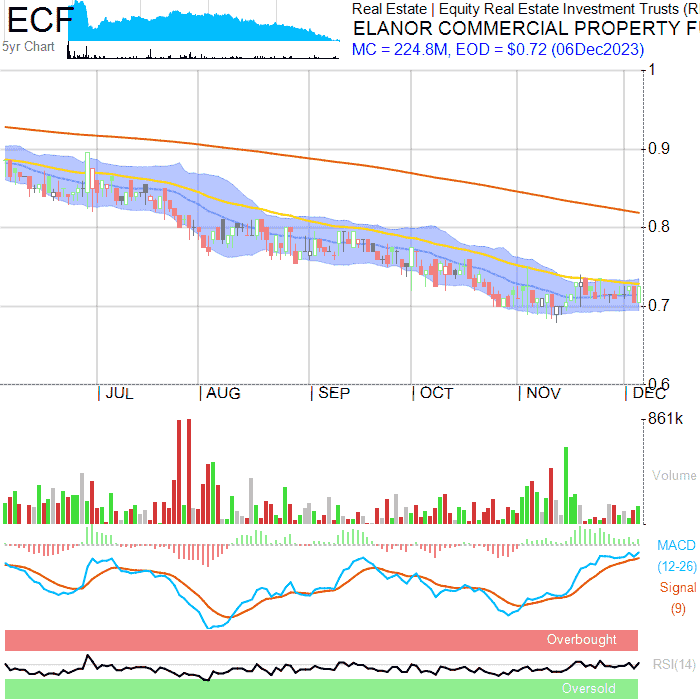 ECF
5yr Chart
Real Estate | Equity Real Estate Investment Trusts (R
ELANOR COMMERCIAL PROPERTY F
MC = 224.8M, EOD = $0.72 (06Dec2023)
1
0.9
0.8
0.7
0.6
JUL AUG SEP OCT NOV DEC
861k
Volume
MACD
(12-26)
Signal
(9)
Overbought
RSI(14)
Oversold